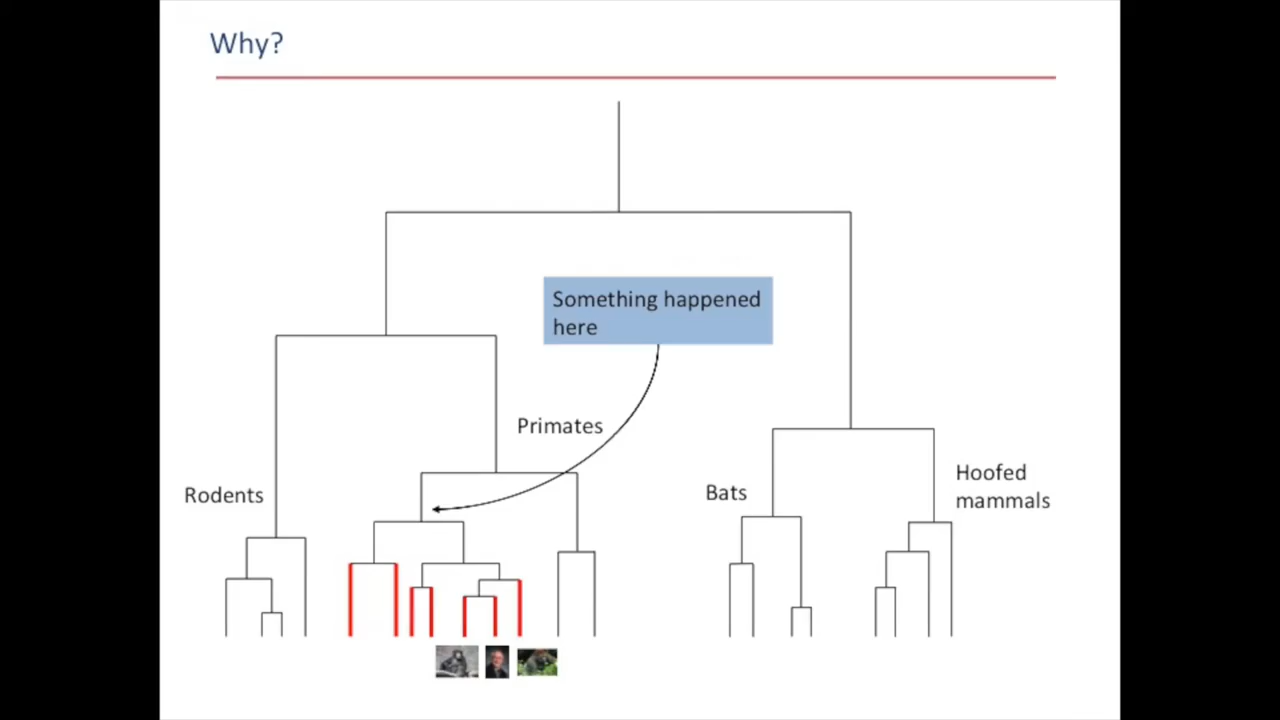 Why?
Something happened
here
Primates
Rodents
Bats
Hoofed
mammals